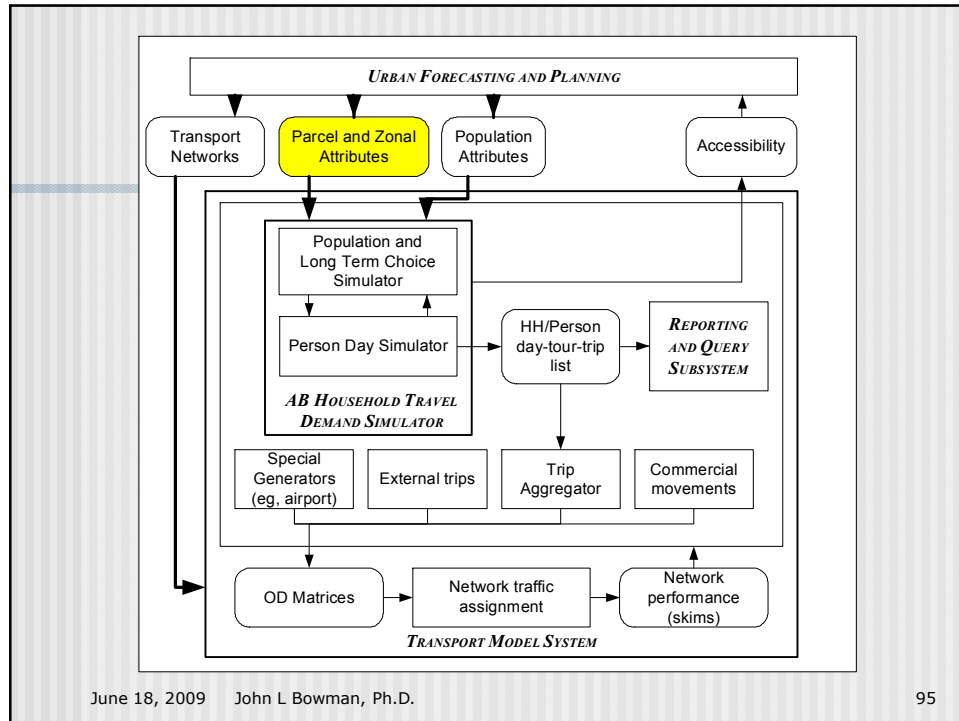 URBAN FORECASTING AND PLANNING
Transport
Networks
Parcel and Zonal
Attributes
Population
Attributes
Accessibility
Population and
Long Term Choice
Simulator
Person Day Simulator
AB HOUSEHOLD TRAVEL
DEMAND SIMULATOR
HH/Person
day-tour-trip
list
REPORTING
AND QUERY
SUBSYSTEM
Special
Generators
(eg, airport)
External trips
Trip
Aggregator
Commercial
movements
OD Matrices
Network traffic
assignment
Network
performance
(skims)
TRANSPORT MODEL SYSTEM
June 18, 2009 John L Bowman, Ph.D. 95